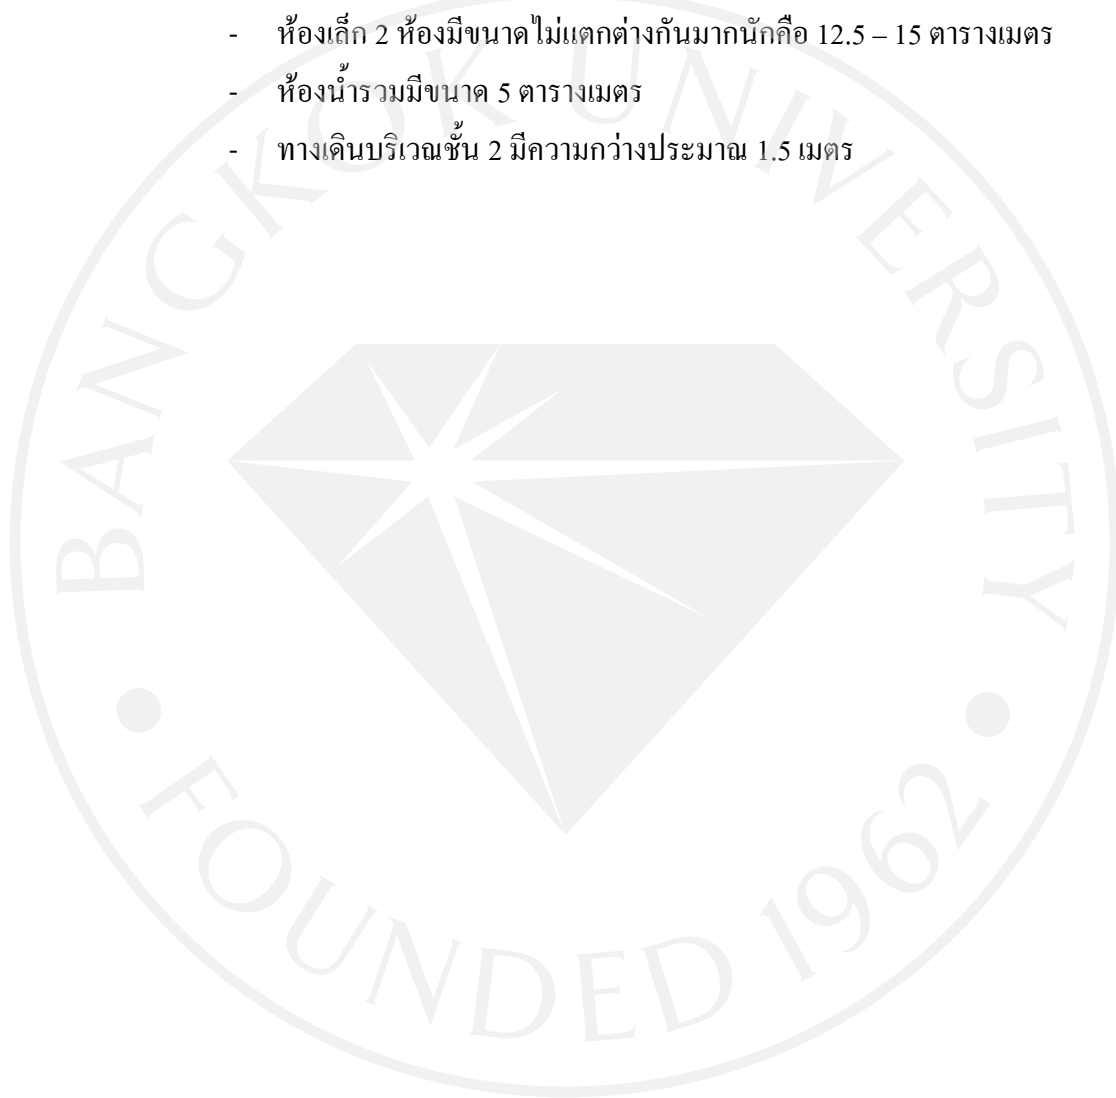 - ห้องเล็ก 2 ห้องมีขนาดไม่แตกต่างกันมากนักคือ 12.5 – 15 ตารางเมตร
- ห้องน้ำรวมมีขนาด 5 ตารางเมตร
- ทางเดินบริเวณชั้น 2 มีความกว่างประมาณ 1.5 เมตร
BANGKOK UNIVERSITY
• FOUNDED 1962 •